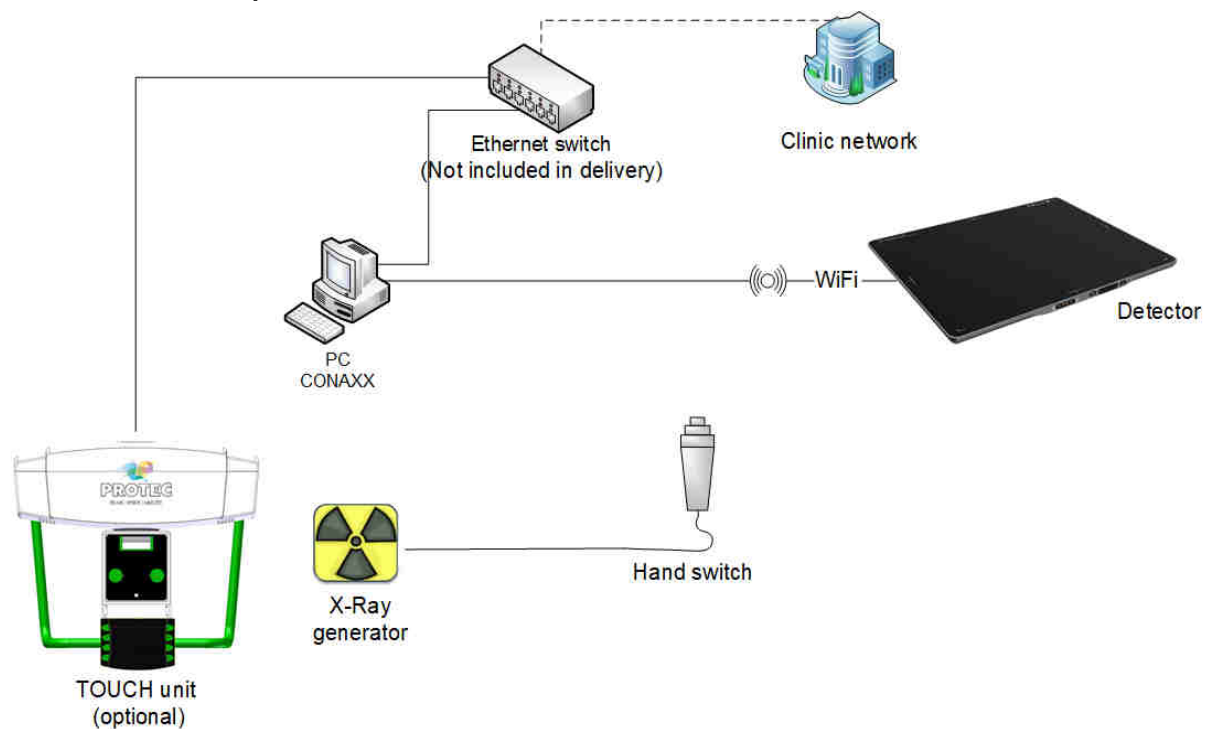 Ethernet switch
(Not included in delivery)
Clinic network
WiFi
Detector
PC
CONAXX
PROTEC
Hand switch
X-Ray
generator
TOUCH unit
(optional)